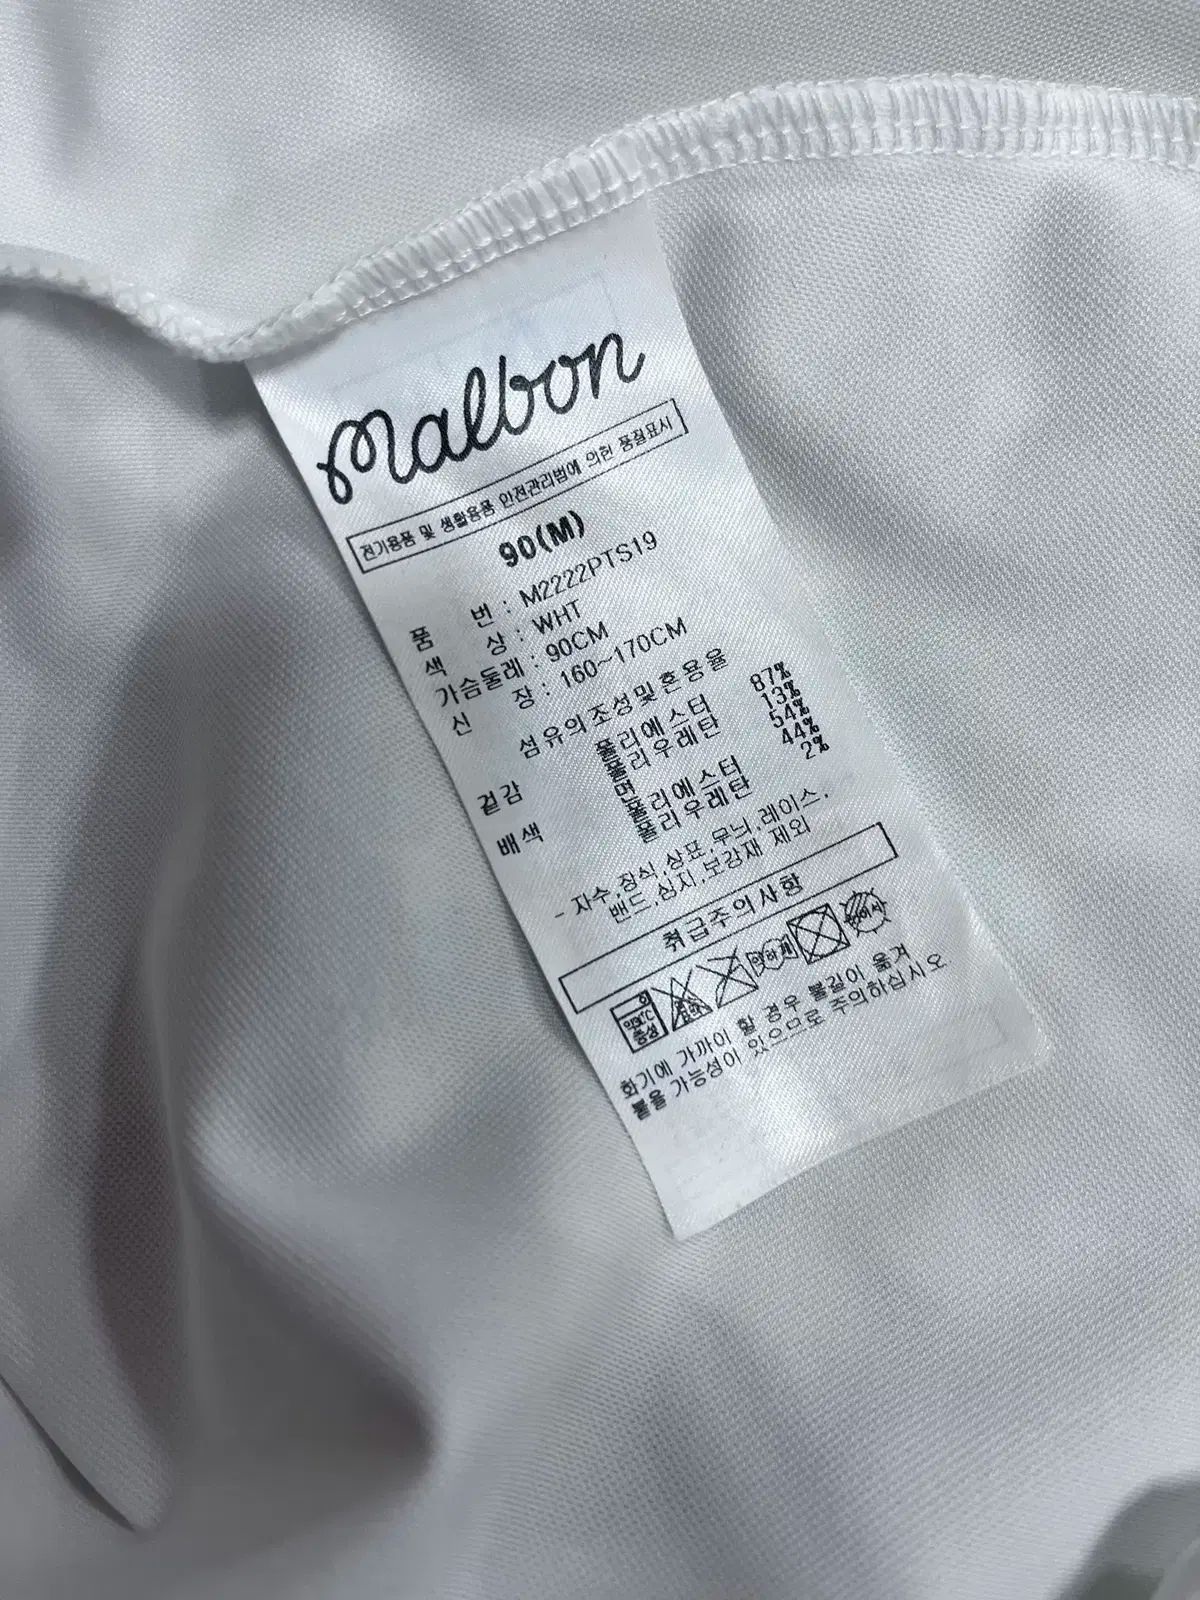 malbon
전기용품 및 생활용품 안전관리법에 의한 품질표시
90(M)
품 번 : M2222PTS19
색 상 : WHT
가슴둘레 : 90CM
신 장 : 160~170CM
섬유의조성및혼용율
겉감 폴리에스터 87%
폴리우레탄 13%
배색 면 54%
폴리에스터 44%
폴리우레탄 2%
- 자수,장식,상표,무늬,레이스,
밴드,심지,보강재 제외
취급주의사항
약30℃
중성
화기에 가까이 할 경우 불길이 옮겨
붙을 가능성이 있으므로 주의하십시오